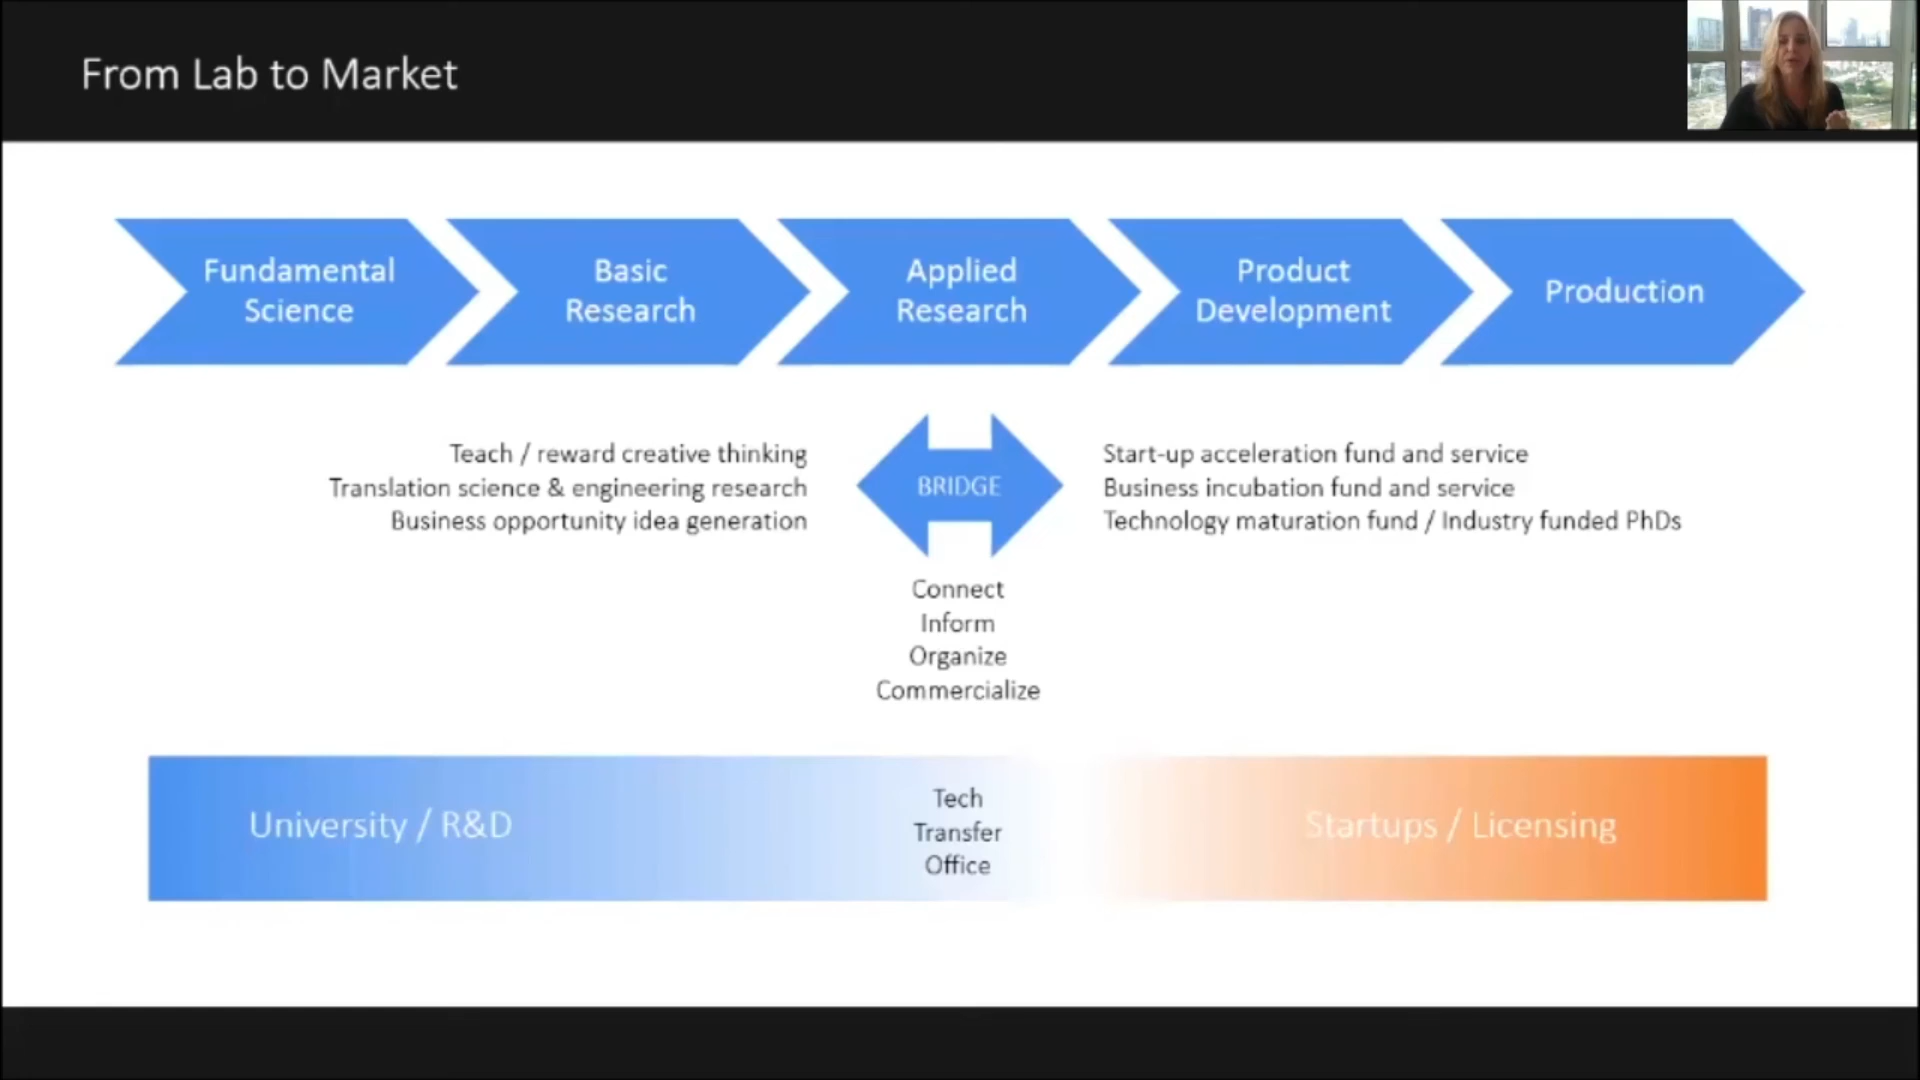 From Lab to Market
Fundamental
Science
Basic
Research
Applied
Research
Product
Development
Production
Teach / reward creative thinking
Translation science & engineering research
Business opportunity idea generation
BRIDGE
Start-up acceleration fund and service
Business incubation fund and service
Technology maturation fund / Industry funded PhDs
Connect
Inform
Organize
Commercialize
University / R&D
Tech
Transfer
Office
Startups / Licensing